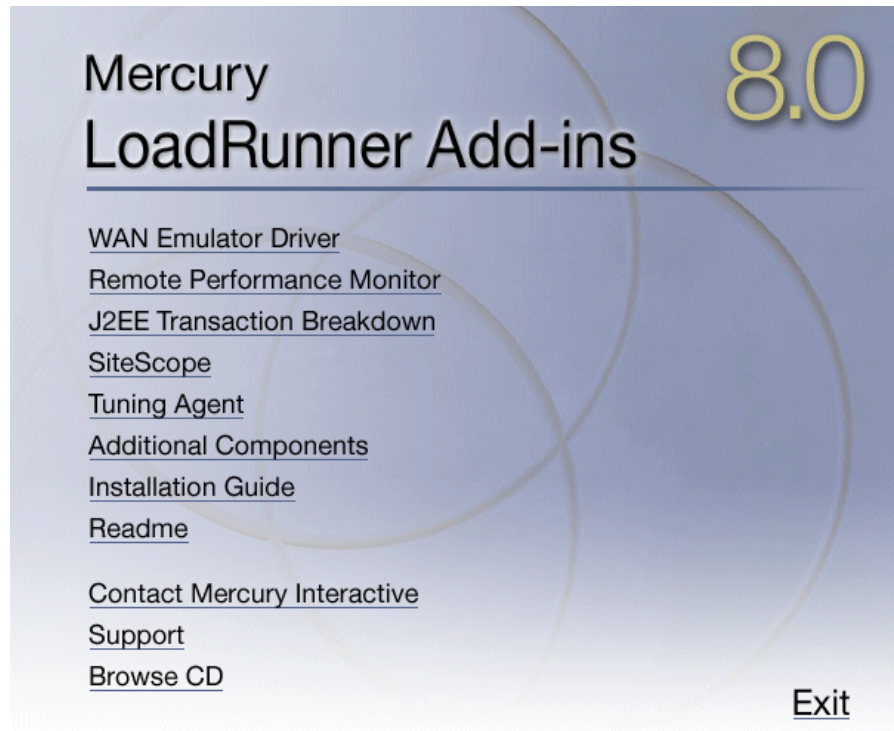 Mercury
8.0
LoadRunner Add-ins
WAN Emulator Driver
Remote Performance Monitor
J2EE Transaction Breakdown
SiteScope
Tuning Agent
Additional Components
Installation Guide
Readme
Contact Mercury Interactive
Support
Browse CD
Exit